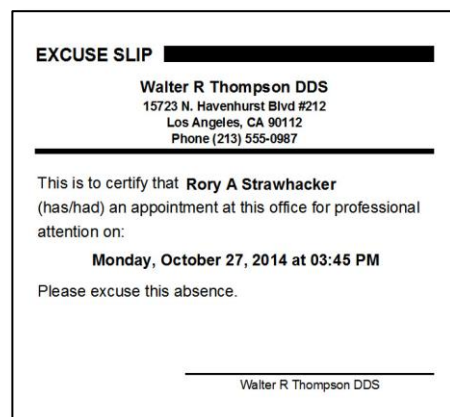 EXCUSE SLIP
Walter R Thompson DDS
15723 N. Havenhurst Blvd #212
Los Angeles, CA 90112
Phone (213) 555-0987
This is to certify that Rory A Strawhacker
(has/had) an appointment at this office for professional
attention on:
Monday, October 27, 2014 at 03:45 PM
Please excuse this absence.
Walter R Thompson DDS